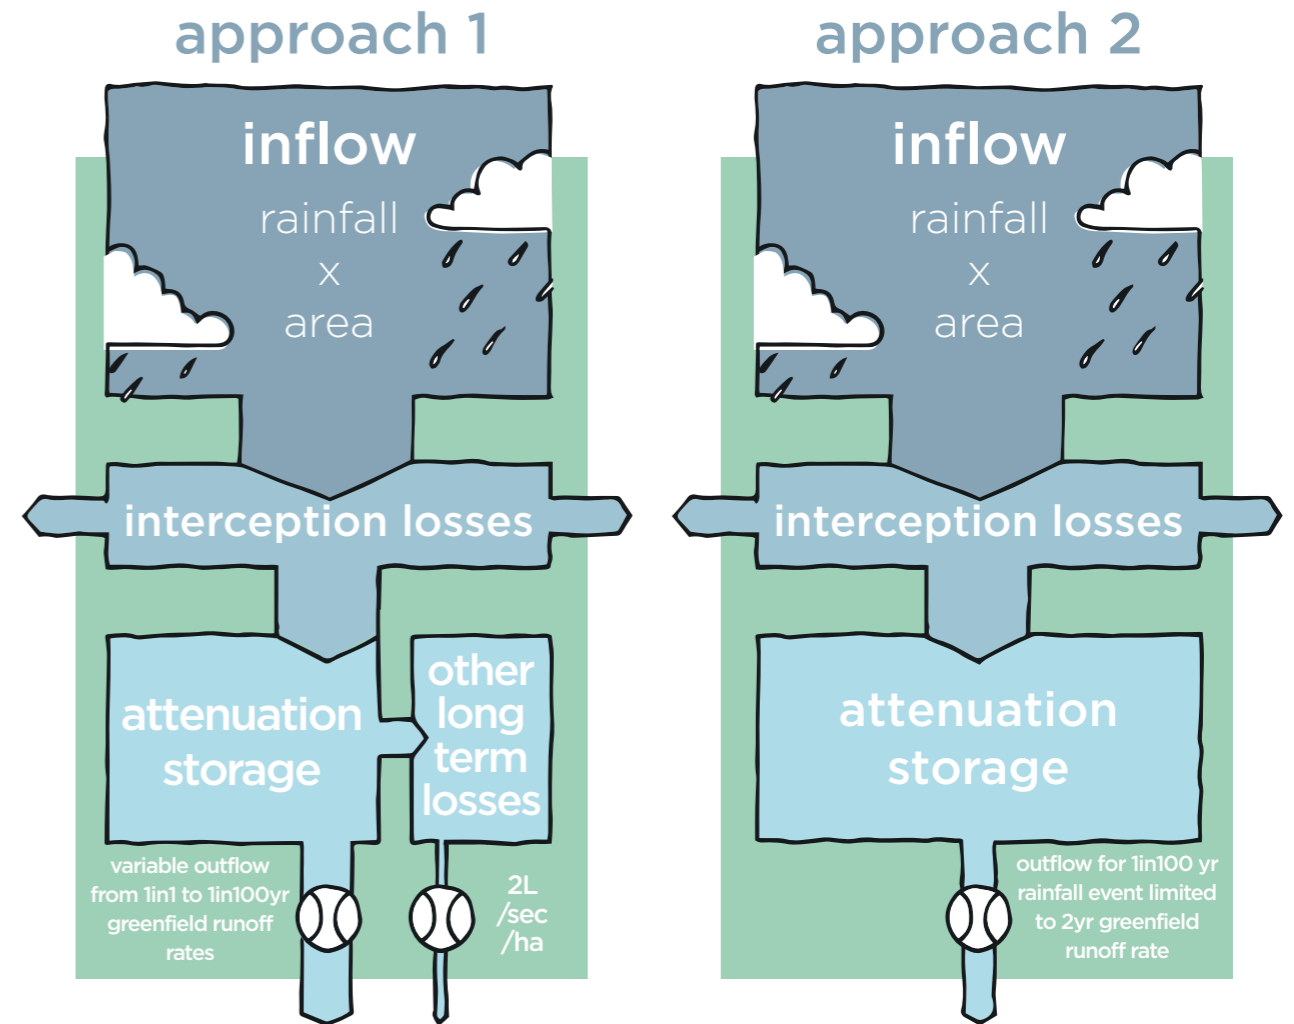 approach 1
inflow
rainfall
x
area
interception losses
attenuation
storage
other
long
term
losses
variable outflow
from 1in1 to 1in100yr
greenfield runoff
rates
2L
/sec
/ha
approach 2
inflow
rainfall
x
area
interception losses
attenuation
storage
outflow for 1in100 yr
rainfall event limited
to 2yr greenfield
runoff rate